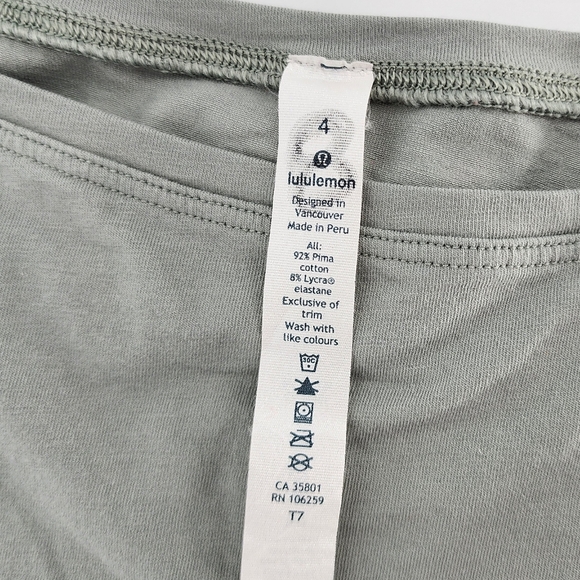 4
lululemon
Designed in
Vancouver
Made in Peru
All:
92% Pima
cotton
8% Lycra®
elastane
Exclusive of
trim
Wash with
like colours
30C
CA 35801
RN 106259
T7